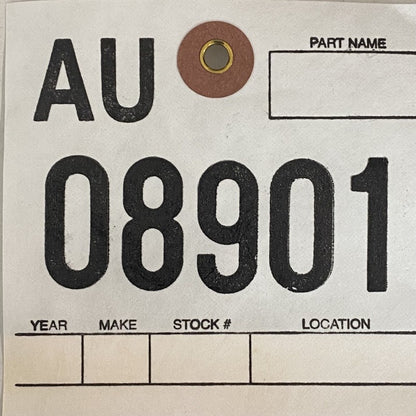 AU
PART NAME
08901
YEAR MAKE STOCK # LOCATION